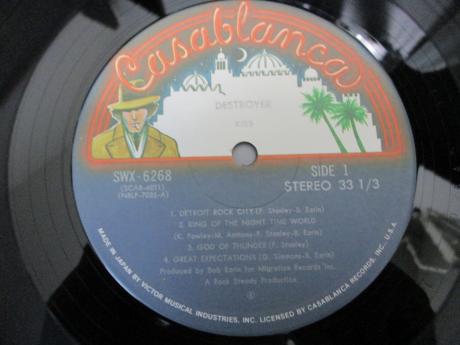 Casablanca
DESTROYER
KISS
SWX-6268
(SCAB-6011)
(NBLP-7025-A)
SIDE 1
STEREO 33 1/3
1. DETROIT ROCK CITY (P. Stanley-B. Ezrin)
2. KING OF THE NIGHT TIME WORLD
(K. Fowley-M. Anthony-P. Stanley-B. Ezrin)
3. GOD OF THUNDER (P. Stanley)
4. GREAT EXPECTATIONS (G. Simmons-B. Ezrin)
Produced by Bob Ezrin for Migration Records Inc.
A Rock Steady Production
MADE IN JAPAN BY VICTOR MUSICAL INDUSTRIES, INC. LICENSED BY CASABLANCA RECORDS, INC. U.S.A.